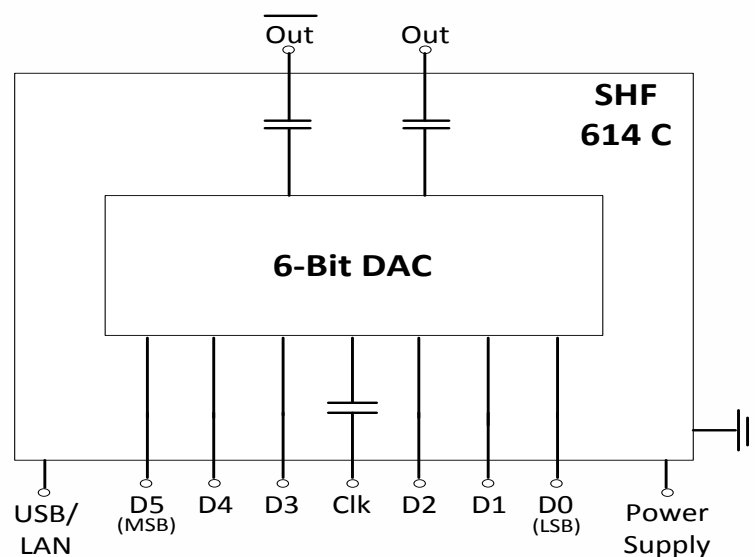 Out Out
SHF
614 C
6-Bit DAC
USB/
LAN
D5
(MSB)
D4
D3
Clk
D2
D1
D0
(LSB)
Power
Supply